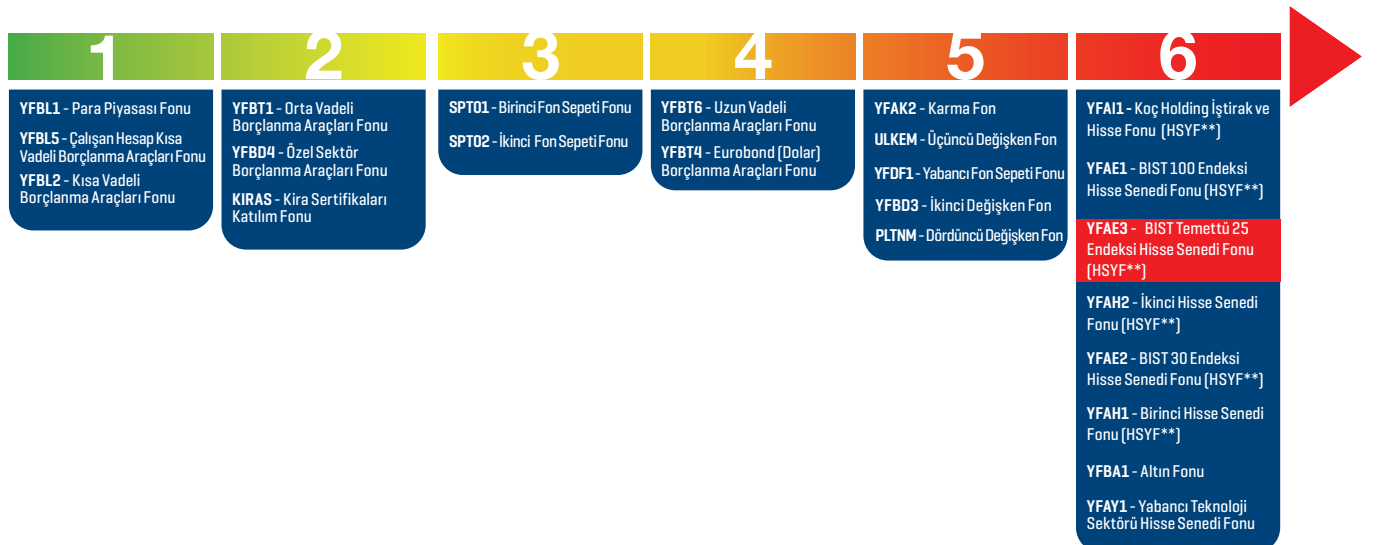 1
YFBL1 - Para Piyasası Fonu
YFBL5 - Çalışan Hesap Kısa
Vadeli Borçlanma Araçları Fonu
YFBL2 - Kısa Vadeli
Borçlanma Araçları Fonu
2
YFBT1 - Orta Vadeli
Borçlanma Araçları Fonu
YFBD4 - Özel Sektör
Borçlanma Araçları Fonu
KIRAS - Kira Sertifikaları
Katılım Fonu
3
SPT01 - Birinci Fon Sepeti Fonu
SPT02 - İkinci Fon Sepeti Fonu
4
YFBT6 - Uzun Vadeli
Borçlanma Araçları Fonu
YFBT4 - Eurobond (Dolar)
Borçlanma Araçları Fonu
5
YFAK2 - Karma Fon
ULKEM - Üçüncü Değişken Fon
YFDF1 - Yabancı Fon Sepeti Fonu
YFBD3 - İkinci Değişken Fon
PLTNM - Dördüncü Değişken Fon
6
YFAI1 - Koç Holding İştirak ve
Hisse Fonu (HSYF**)
YFAE1 - BIST 100 Endeksi
Hisse Senedi Fonu (HSYF**)
YFAE3 - BIST Temettü 25
Endeksi Hisse Senedi Fonu
(HSYF**)
YFAH2 - İkinci Hisse Senedi
Fonu (HSYF**)
YFAE2 - BIST 30 Endeksi
Hisse Senedi Fonu (HSYF**)
YFAH1 - Birinci Hisse Senedi
Fonu (HSYF**)
YFBA1 - Altın Fonu
YFAY1 - Yabancı Teknoloji
Sektörü Hisse Senedi Fonu